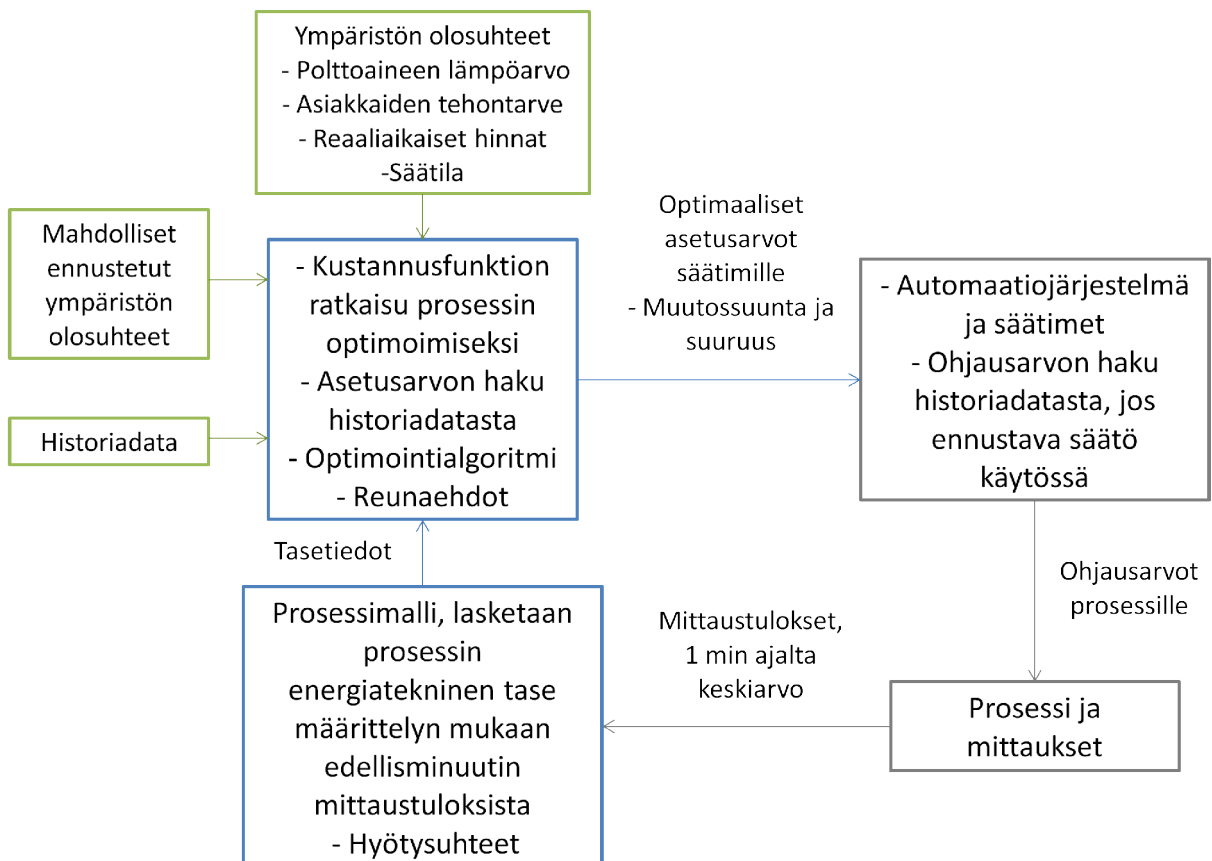 Ympäristön olosuhteet
- Polttoaineen lämpöarvo
- Asiakkaiden tehontarve
- Reaaliaikaiset hinnat
-Säätila
Mahdolliset
ennustetut
ympäristön
olosuhteet
Historiadata
- Kustannusfunktion
ratkaisu prosessin
optimoimiseksi
- Asetusarvon haku
historiadatasta
- Optimointialgoritmi
- Reunaehdot
Optimaaliset
asetusarvot
säätimille
- Muutossuunta ja
suuruus
- Automaatiojärjestelmä
ja säätimet
- Ohjausarvon haku
historiadatasta, jos
ennustava säätö
käytössä
Ohjausarvot
prosessille
Prosessi ja
mittaukset
Mittaustulokset,
1 min ajalta
keskiarvo
Tasetiedot
Prosessimalli, lasketaan
prosessin
energiatekninen tase
määrittelyn mukaan
edellisminuutin
mittaustuloksista
- Hyötysuhteet